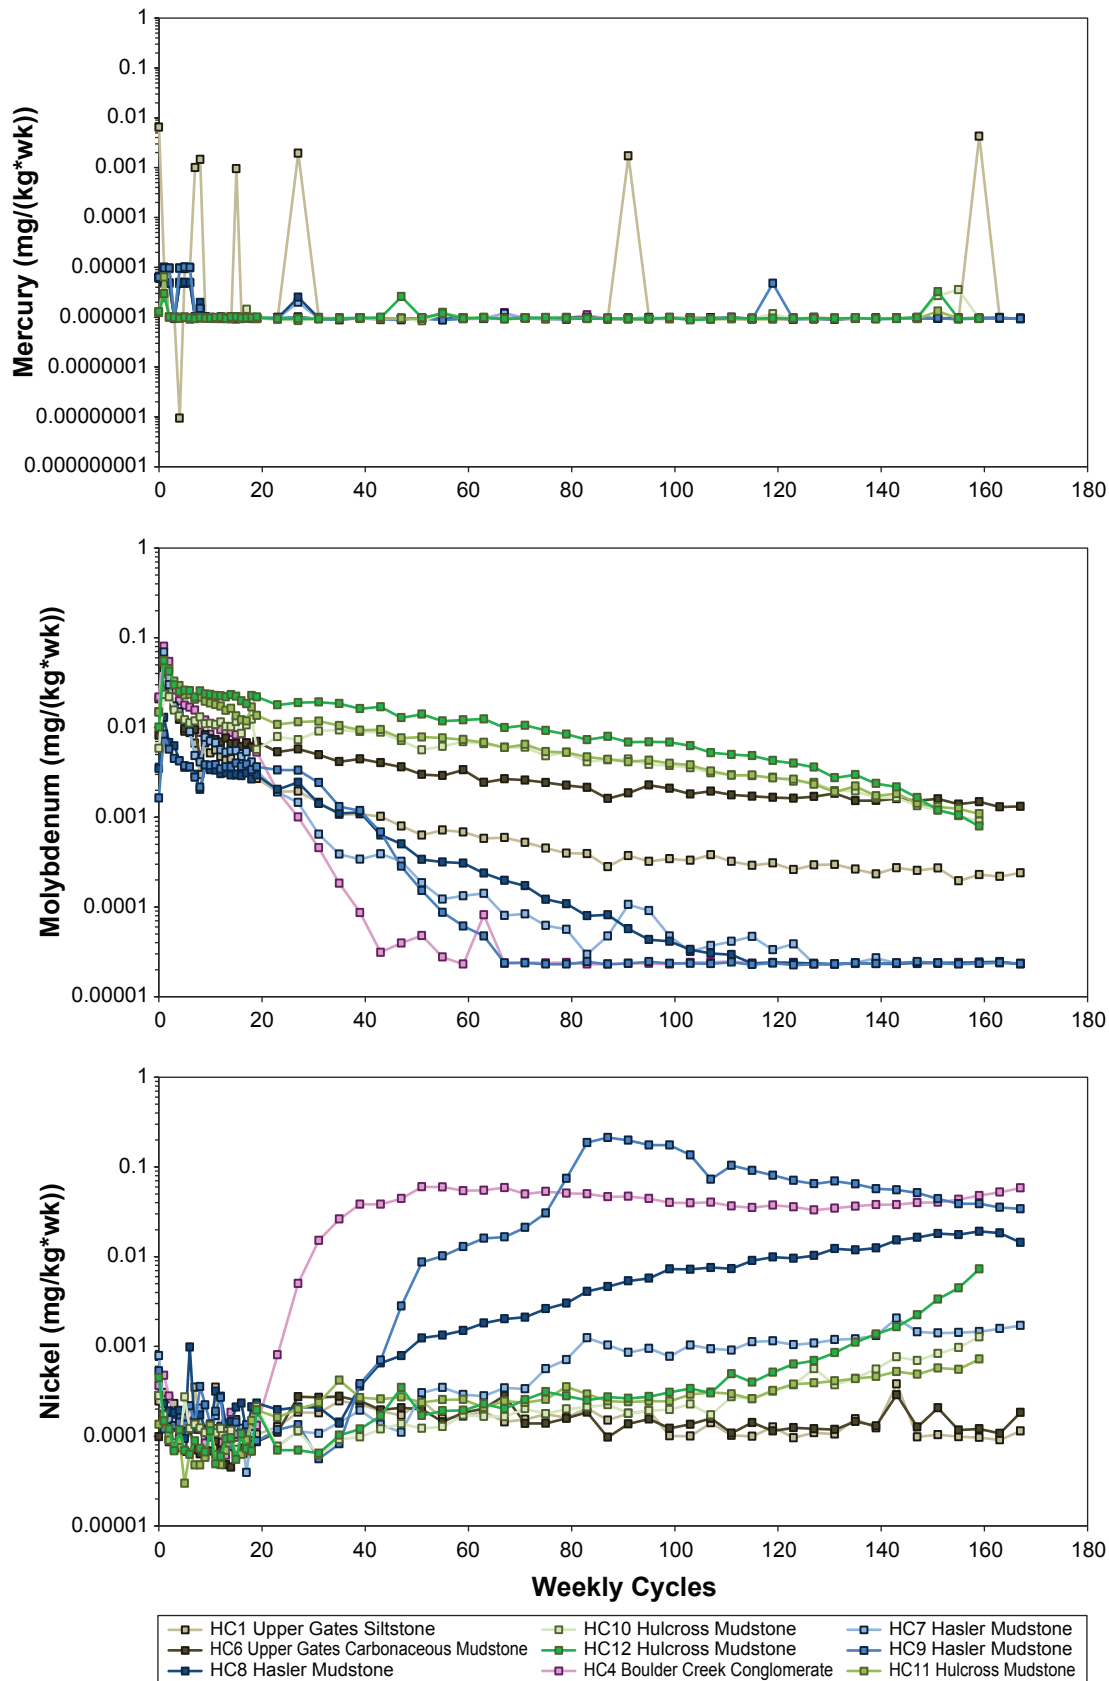 1
0.1
0.01
0.001
0.0001
0.00001
0.000001
0.0000001
0.00000001
0.000000001
Mercury (mg/(kg*wk))
0 20 40 60 80 100 120 140 160 180
1
0.1
0.01
0.001
0.0001
0.00001
Molybdenum (mg/(kg*wk))
0 20 40 60 80 100 120 140 160 180
1
0.1
0.01
0.001
0.0001
0.00001
Nickel (mg/kg*wk))
0 20 40 60 80 100 120 140 160 180
Weekly Cycles
HC1 Upper Gates Siltstone HC10 Hulcross Mudstone HC7 Hasler Mudstone
HC6 Upper Gates Carbonaceous Mudstone HC12 Hulcross Mudstone HC9 Hasler Mudstone
HC8 Hasler Mudstone HC4 Boulder Creek Conglomerate HC11 Hulcross Mudstone